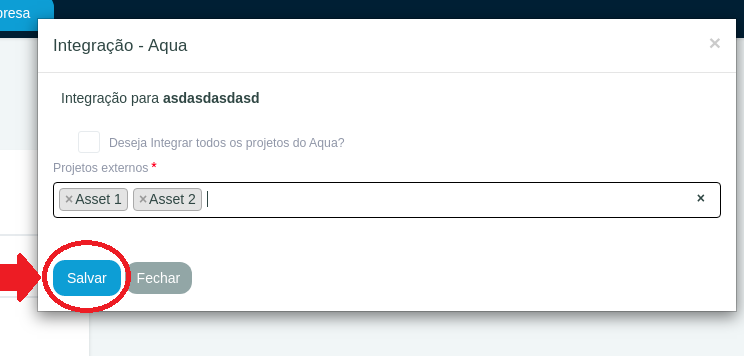 presa
Integração - Aqua ×
Integração para asdasdasdasd
Deseja Integrar todos os projetos do Aqua?
Projetos externos *
×Asset 1 ×Asset 2 ×
Salvar Fechar